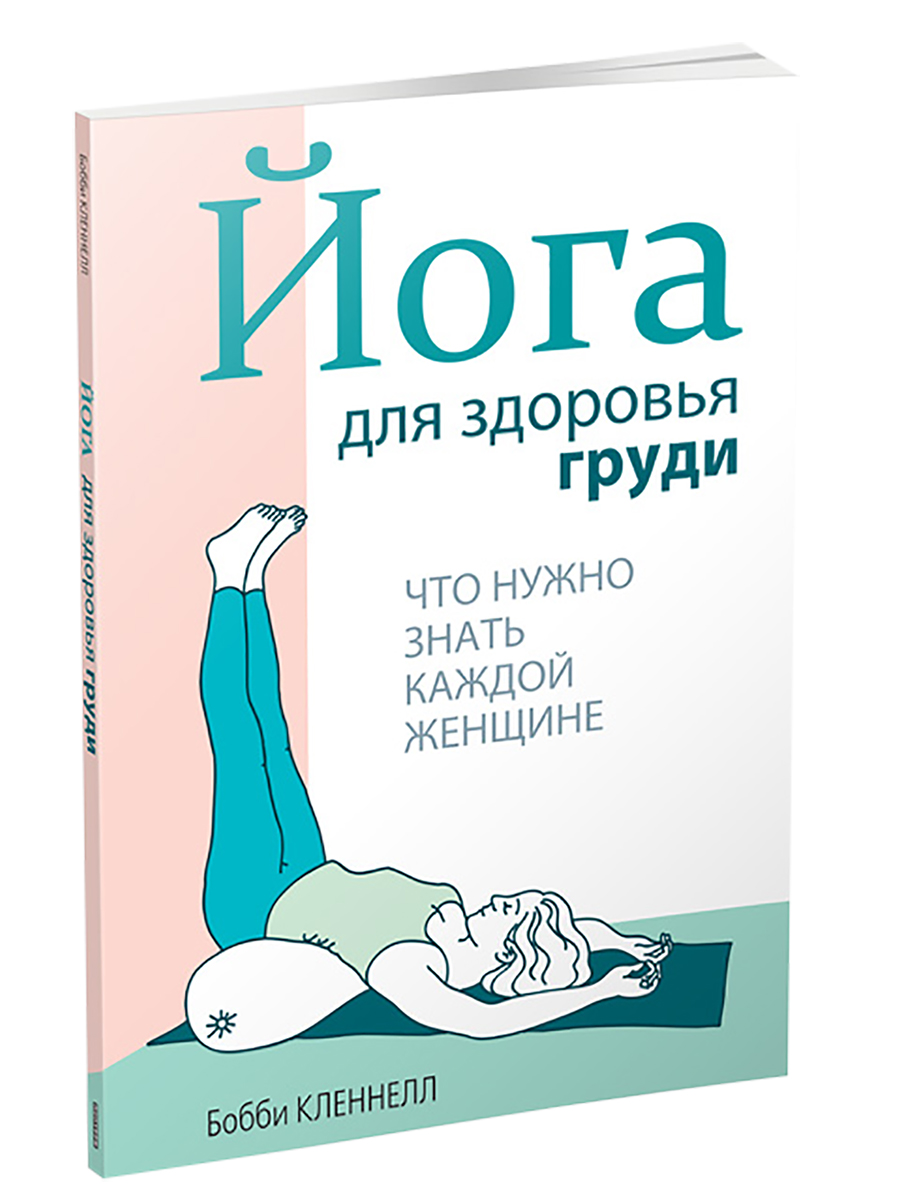 Йога
для здоровья
груди
ЧТО НУЖНО
ЗНАТЬ
КАЖДОЙ
ЖЕНЩИНЕ
Бобби КЛЕННЕЛЛ
Бобби КЛЕННЕЛЛ
ЙОГА для здоровья груди